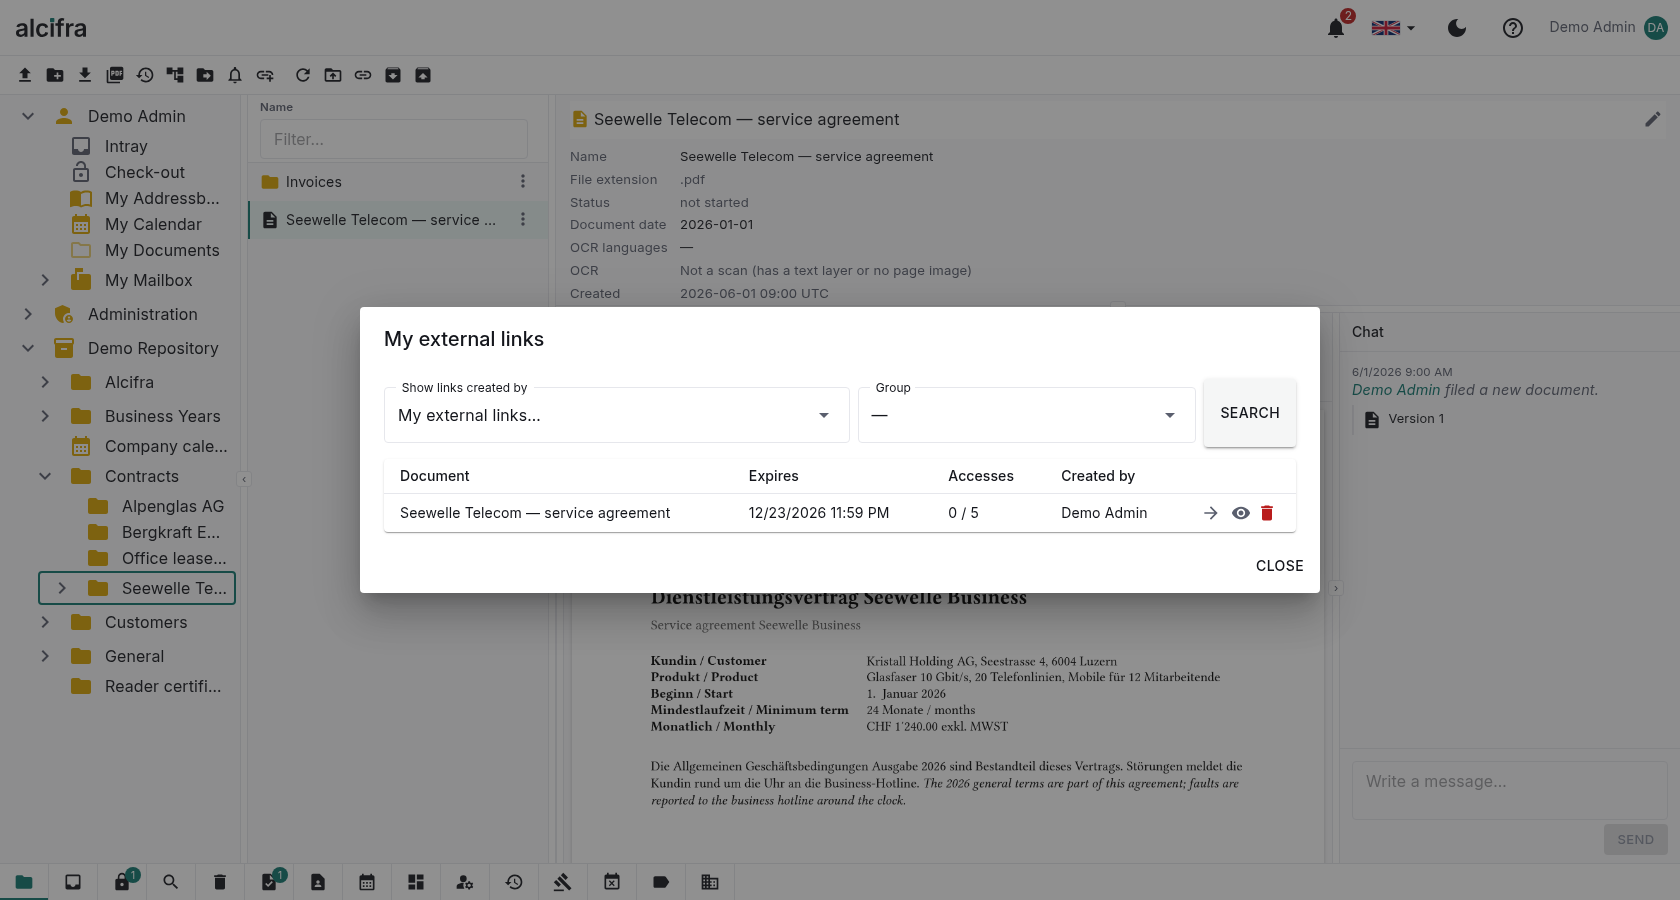 alcifra
2
Demo Admin
DA
PDF
Demo Admin
Intray
Check-out
My Addressb...
My Calendar
My Documents
My Mailbox
Administration
Demo Repository
Alcifra
Business Years
Company cale...
Contracts
Alpenglas AG
Bergkraft E...
Office lease...
Seewelle Te...
Customers
General
Reader certifi...
Name
Filter...
Invoices
Seewelle Telecom — service ...
Seewelle Telecom — service agreement
Name Seewelle Telecom — service agreement
File extension .pdf
Status not started
Document date 2026-01-01
OCR languages —
OCR Not a scan (has a text layer or no page image)
Created 2026-06-01 09:00 UTC
My external links
Show links created by
My external links...
Group
—
SEARCH
Document Expires Accesses Created by
Seewelle Telecom — service agreement 12/23/2026 11:59 PM 0 / 5 Demo Admin
CLOSE
Dienstleistungsvertrag Seewelle Business
Service agreement Seewelle Business
Kundin / Customer Kristall Holding AG, Seestrasse 4, 6004 Luzern
Produkt / Product Glasfaser 10 Gbit/s, 20 Telefonlinien, Mobile für 12 Mitarbeitende
Beginn / Start 1. Januar 2026
Mindestlaufzeit / Minimum term 24 Monate / months
Monatlich / Monthly CHF 1'240.00 exkl. MWST
Die Allgemeinen Geschäftsbedingungen Ausgabe 2026 sind Bestandteil dieses Vertrags. Störungen meldet die
Kundin rund um die Uhr an die Business-Hotline. The 2026 general terms are part of this agreement; faults are
reported to the business hotline around the clock.
Chat
6/1/2026 9:00 AM
Demo Admin filed a new document.
Version 1
Write a message...
SEND
1
1